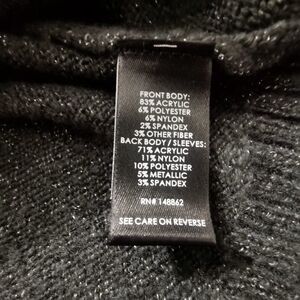 FRONT BODY:
83% ACRYLIC
6% POLYESTER
6% NYLON
2% SPANDEX
3% OTHER FIBER
BACK BODY / SLEEVES:
71% ACRYLIC
11% NYLON
10% POLYESTER
5% METALLIC
3% SPANDEX
RN# 148862
SEE CARE ON REVERSE